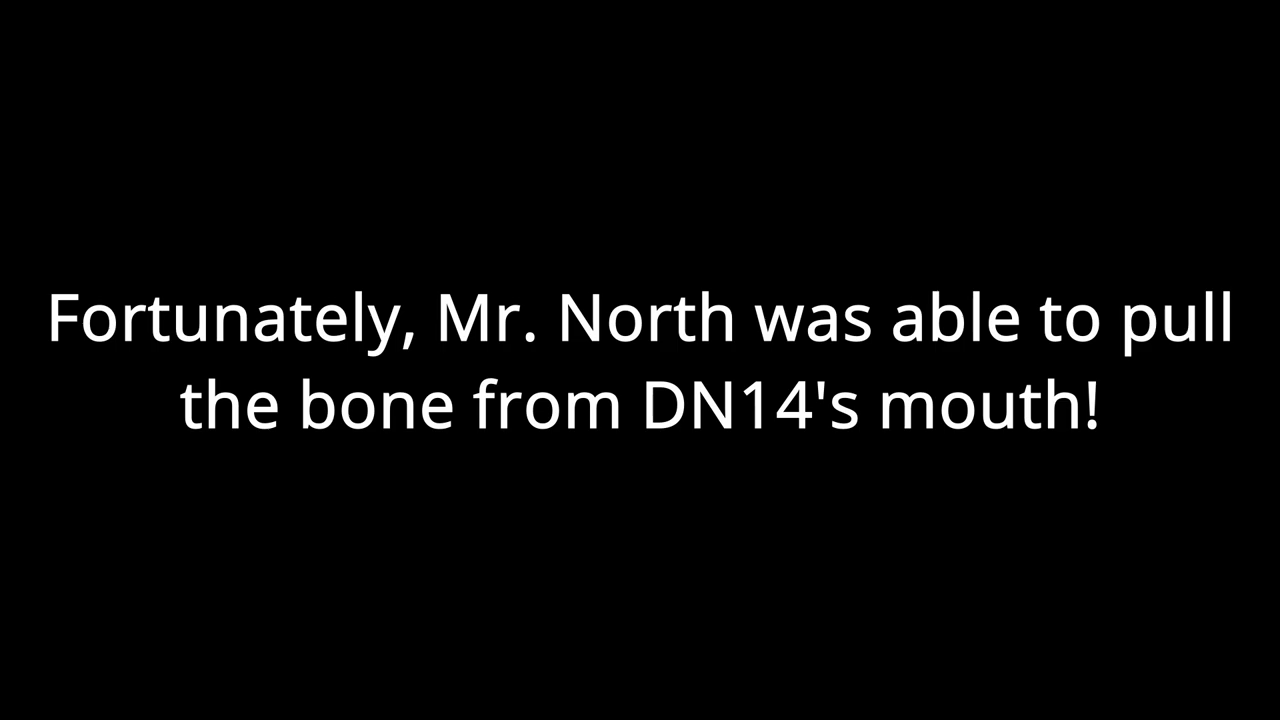 Fortunately, Mr. North was able to pull
the bone from DN14's mouth!